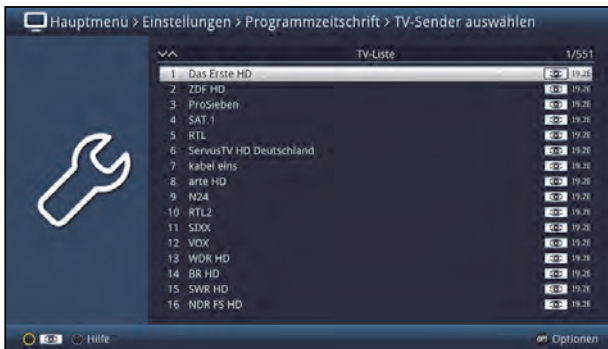 Hauptmenü > Einstellungen > Programmzeitschrift > TV-Sender auswählen
TV-Liste 1/551
1 Das Erste HD 19.2E
2 ZDF HD 19.2E
3 ProSieben 19.2E
4 SAT.1 19.2E
5 RTL 19.2E
6 ServusTV HD Deutschland 19.2E
7 kabel eins 19.2E
8 arte HD 19.2E
9 N24 19.2E
10 RTL2 19.2E
11 SIXX 19.2E
12 VOX 19.2E
13 WDR HD 19.2E
14 BR HD 19.2E
15 SWR HD 19.2E
16 NDR FS HD 19.2E
Hilfe OPT Optionen